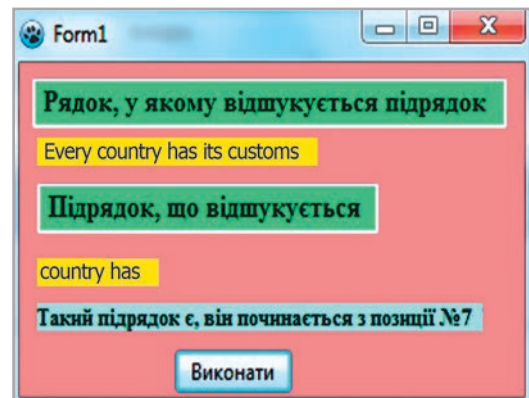 Form1
Рядок, у якому відшукується підрядок
Every country has its customs
Підрядок, що відшукується
country has
Такий підрядок є, він починається з позиції №7
Виконати